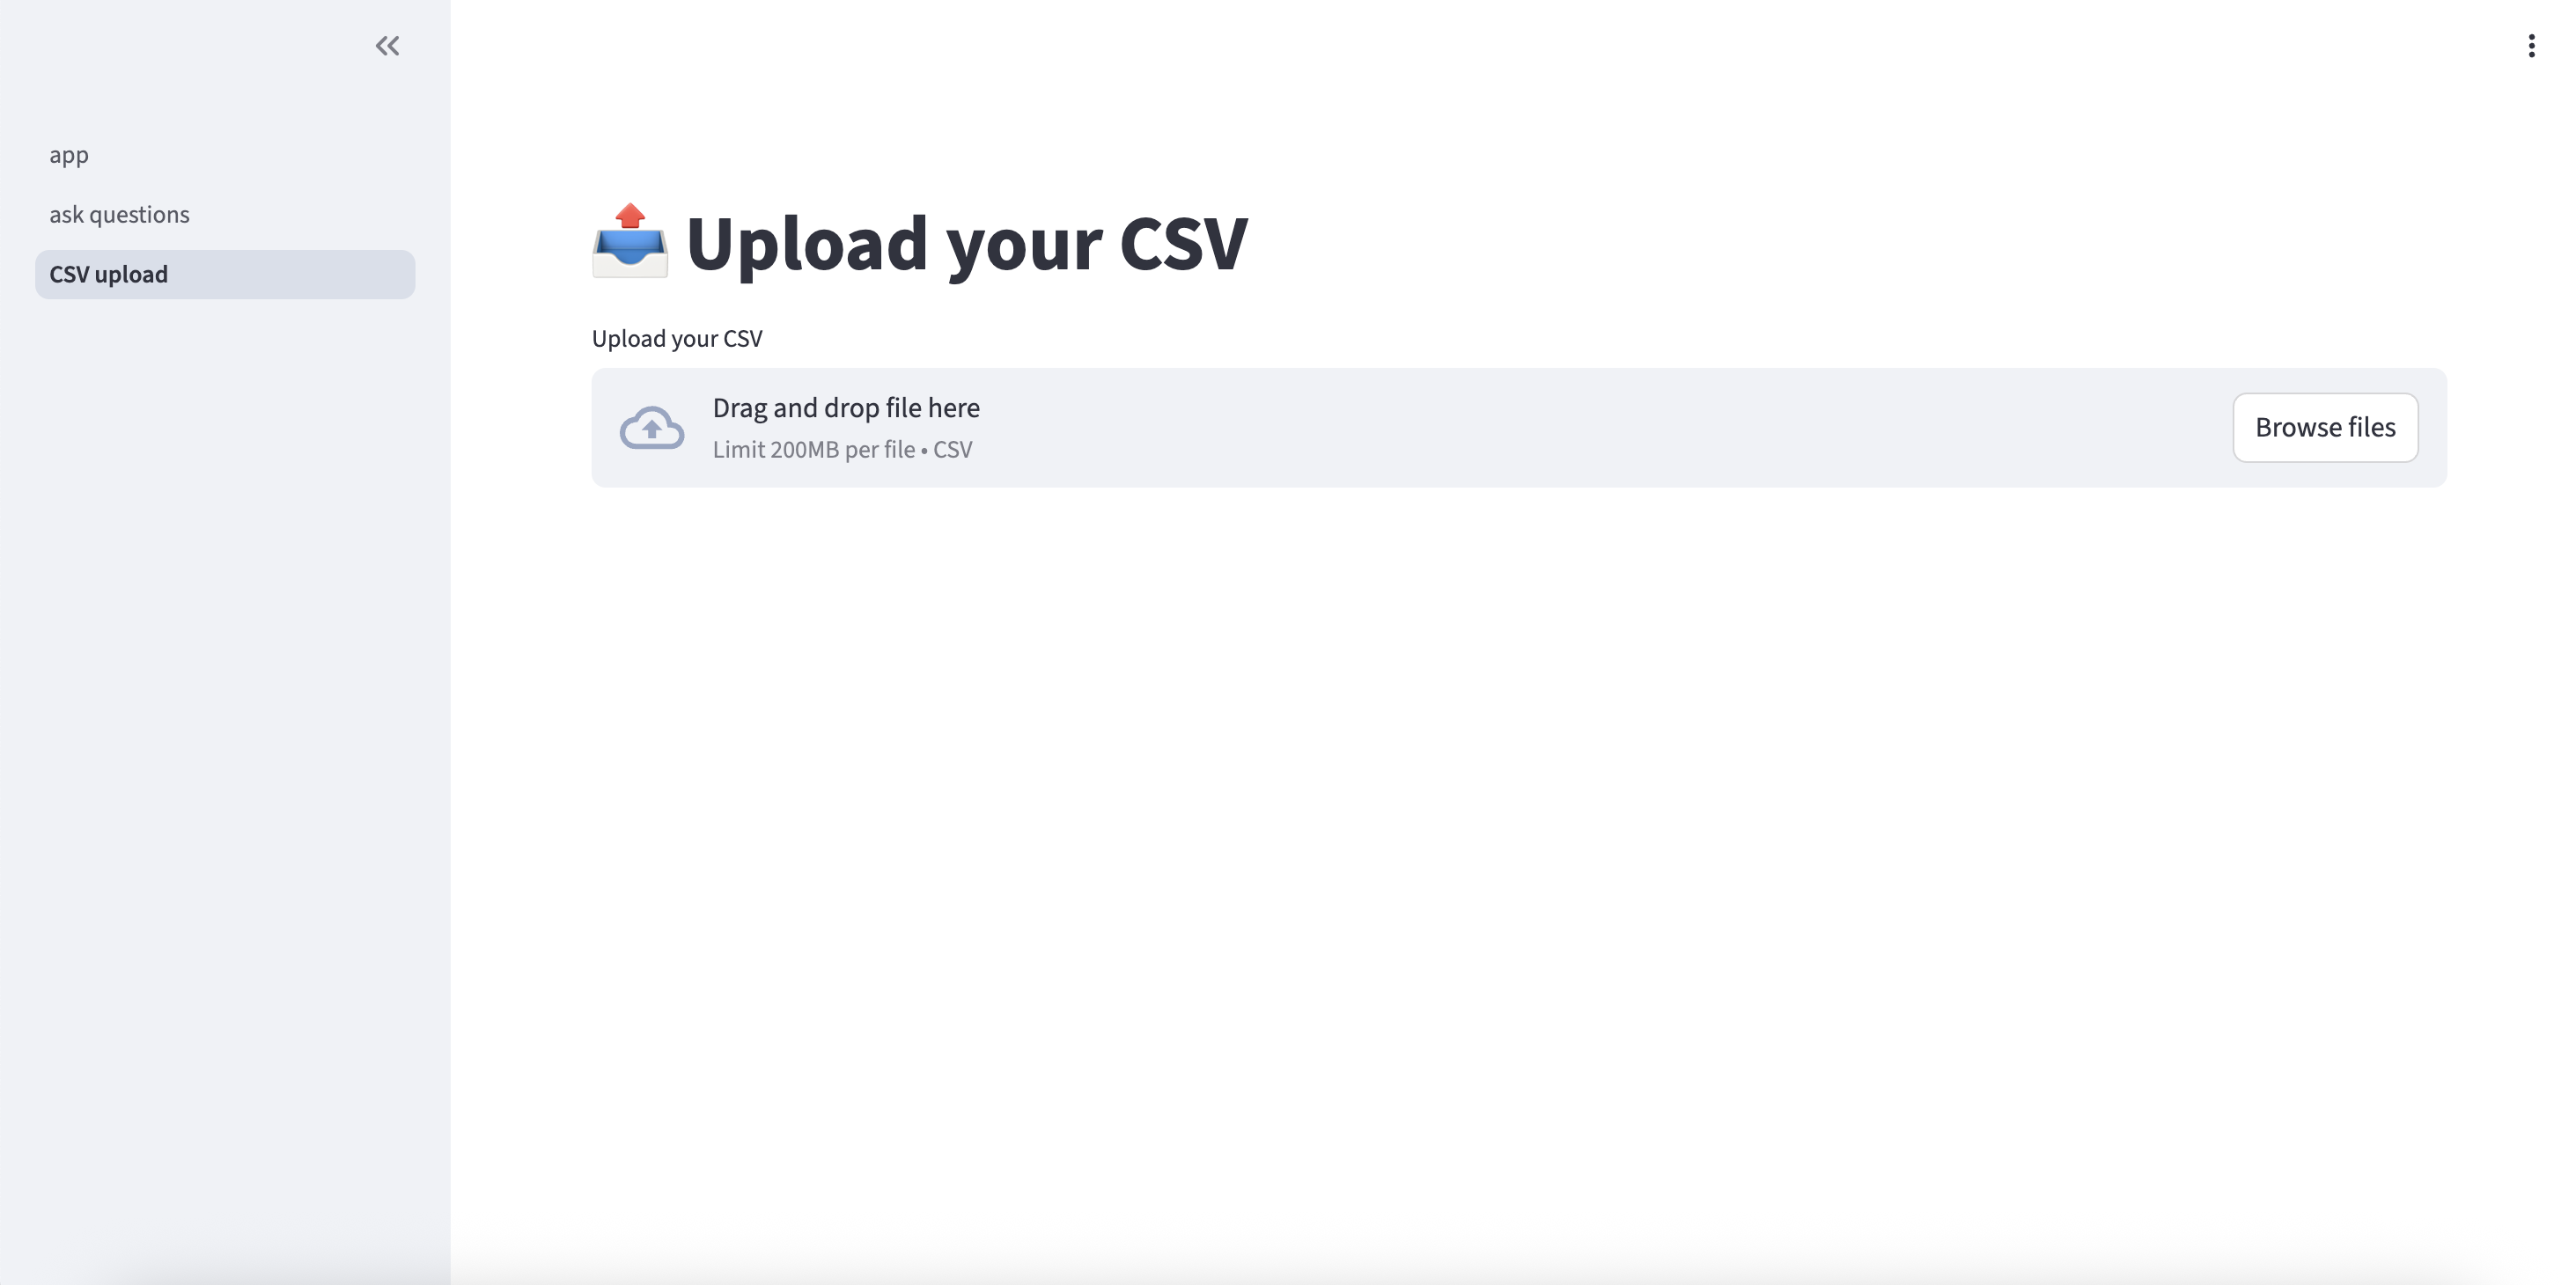 app
ask questions
CSV upload
Upload your CSV
Upload your CSV
Drag and drop file here
Limit 200MB per file • CSV
Browse files